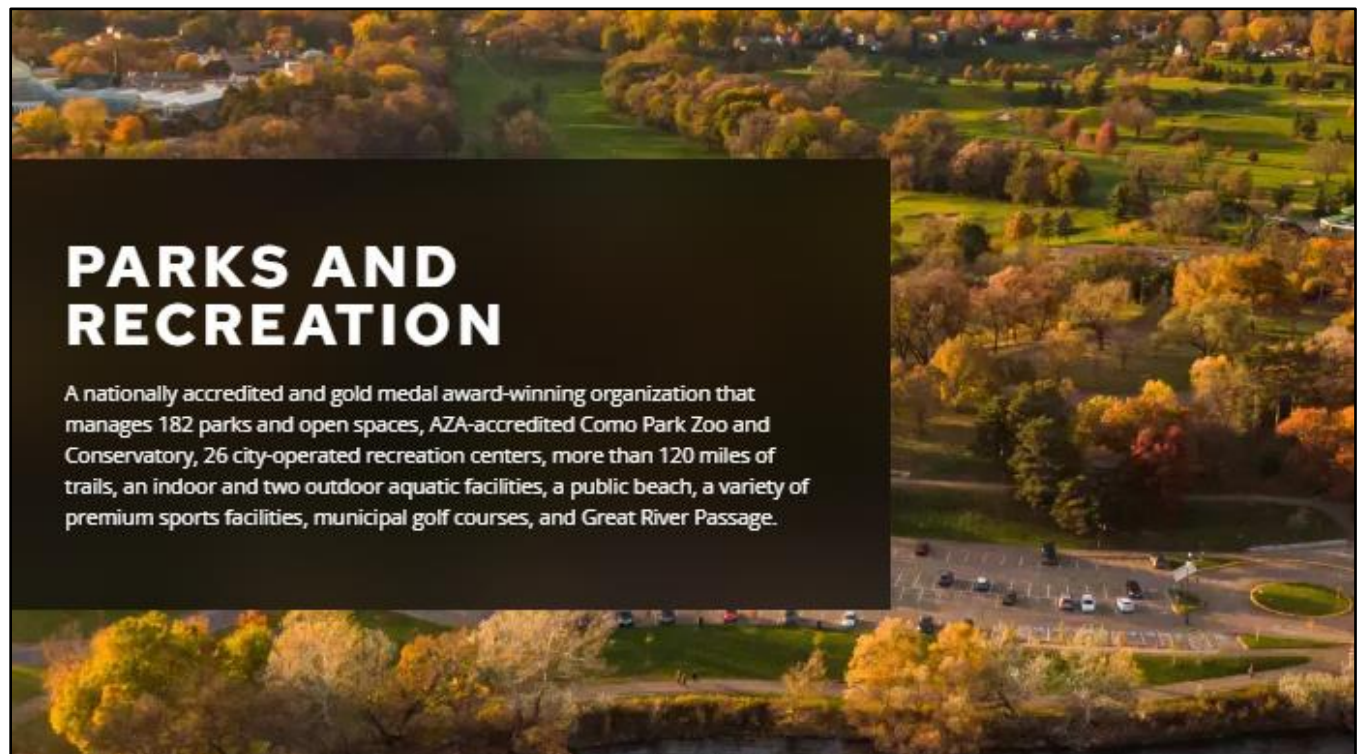 PARKS AND
RECREATION
A nationally accredited and gold medal award-winning organization that
manages 182 parks and open spaces, AZA-accredited Como Park Zoo and
Conservatory, 26 city-operated recreation centers, more than 120 miles of
trails, an indoor and two outdoor aquatic facilities, a public beach, a variety of
premium sports facilities, municipal golf courses, and Great River Passage.